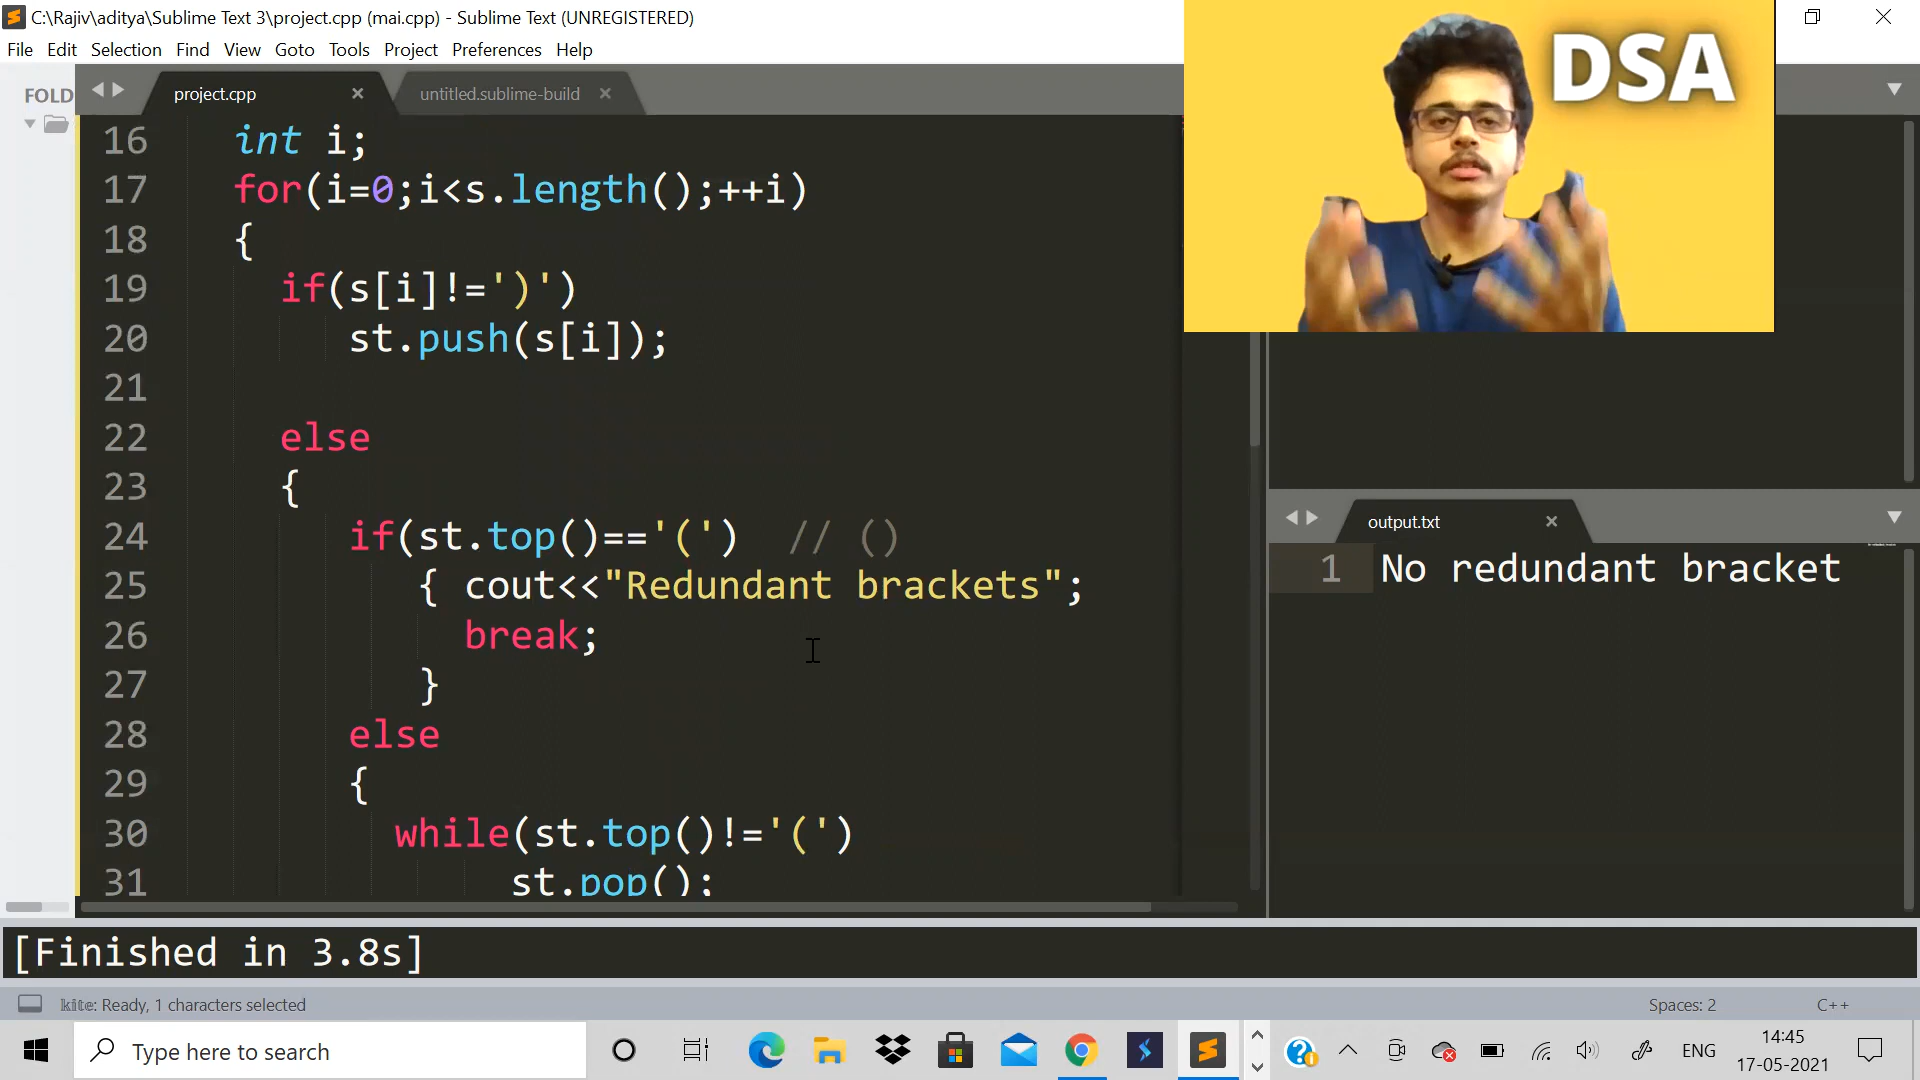 C:\Rajiv\aditya\Sublime Text 3\project.cpp (mai.cpp) - Sublime Text (UNREGISTERED)
File Edit Selection Find View Goto Tools Project Preferences Help
DSA
FOLD
project.cpp
untitled.sublime-build
16 int i;
17 for(i=0;i<s.length();++i)
18 {
19 if(s[i]!=')')
20 st.push(s[i]);
21
22 else
23 {
24 if(st.top()=='(') // ()
25 { cout<<"Redundant brackets";
26 break;
27 }
28 else
29 {
30 while(st.top()!='(')
31 st.pop();
output.txt
1 No redundant bracket
[Finished in 3.8s]
kite: Ready, 1 characters selected
Spaces: 2
C++
Type here to search
ENG
14:45
17-05-2021